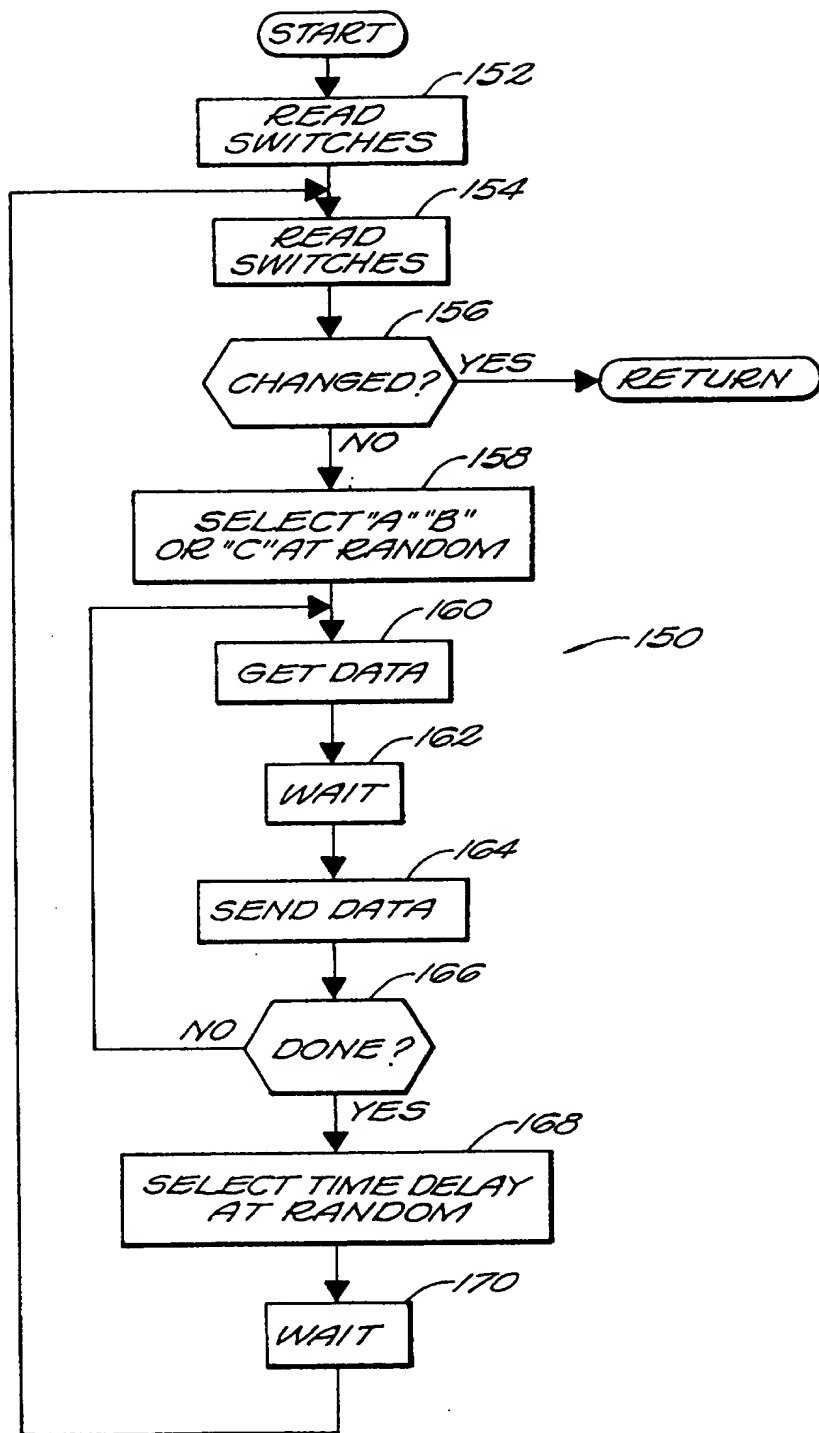 START
152
READ
SWITCHES
154
READ
SWITCHES
156
CHANGED?
YES
RETURN
NO
158
SELECT "A" "B"
OR "C" AT RANDOM
160
GET DATA
150
162
WAIT
164
SEND DATA
166
NO
DONE?
YES
168
SELECT TIME DELAY
AT RANDOM
170
WAIT